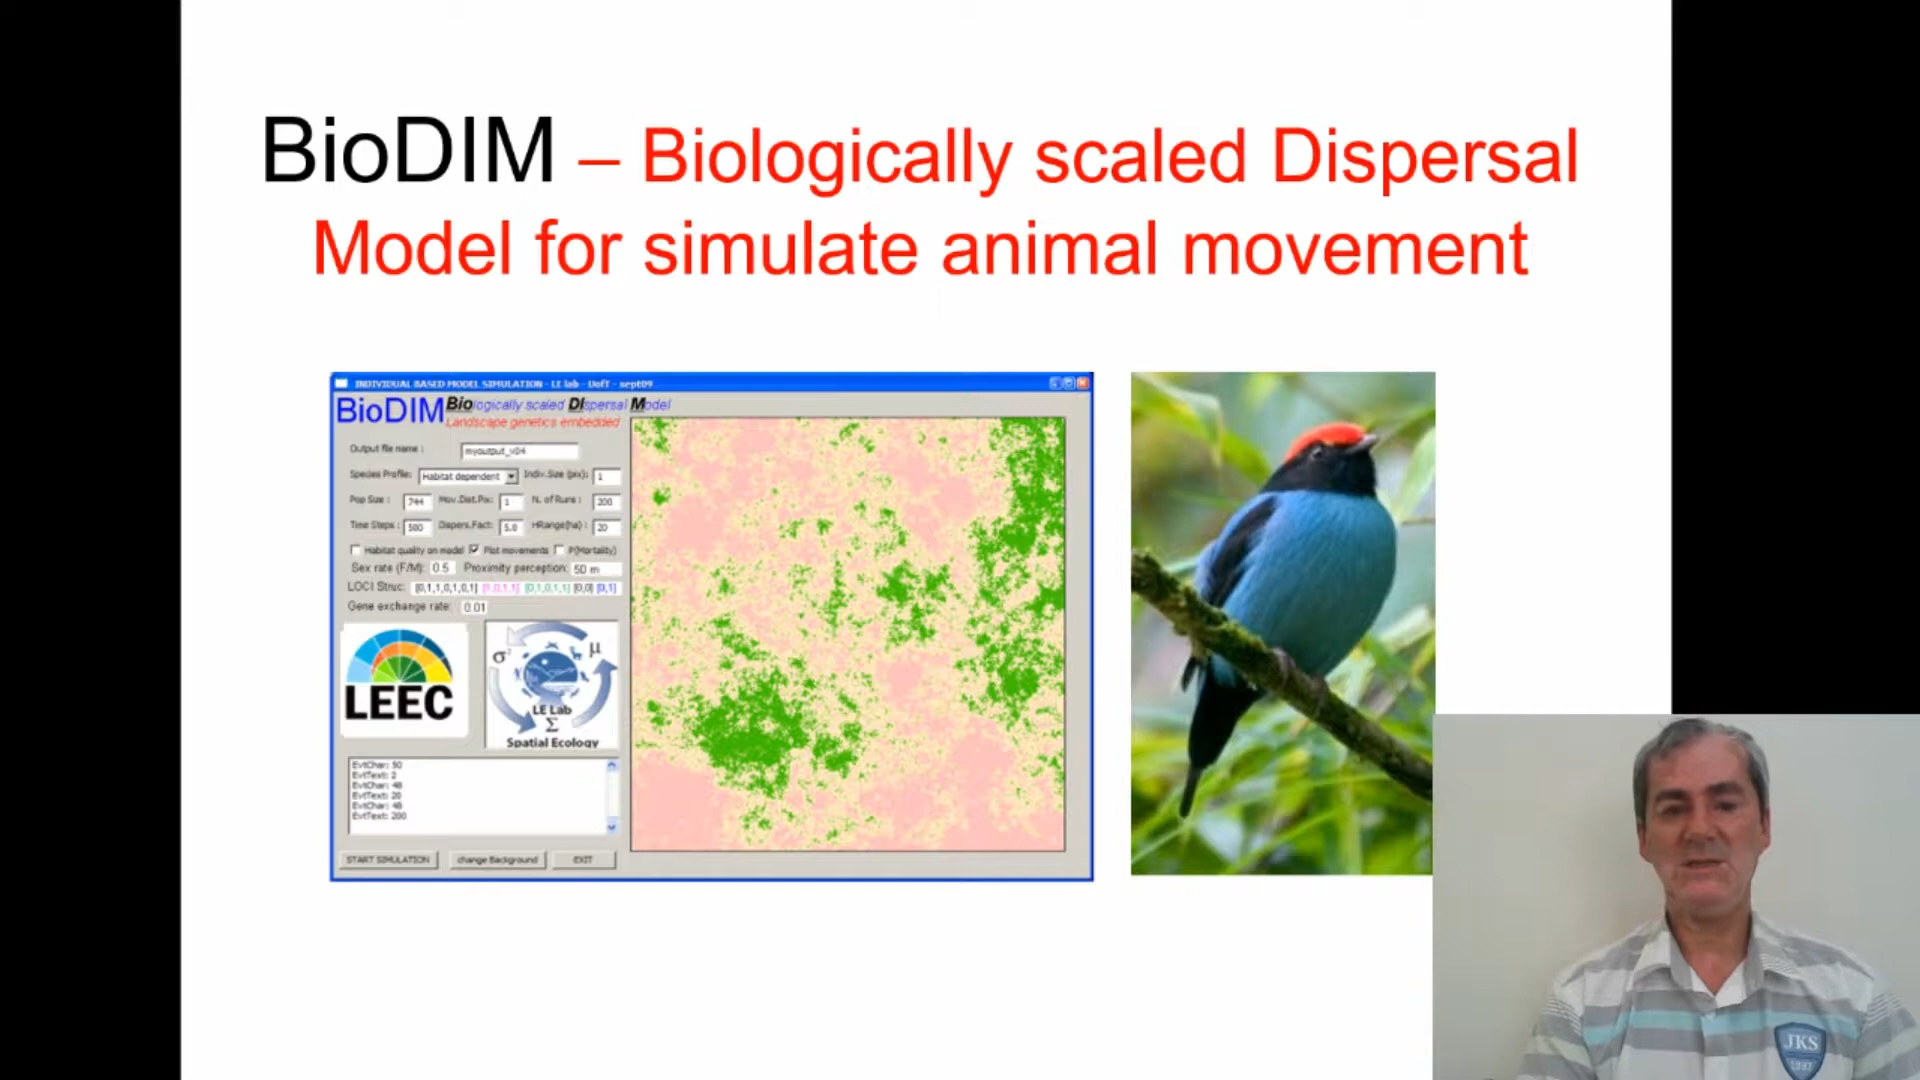 BioDIM – Biologically scaled Dispersal
Model for simulate animal movement
INDIVIDUAL BASED MODEL SIMULATION - LE lab - UofT - sept09
BioDIM Biologically scaled DIspersal Model
Landscape genetics embedded
Output file name : myoutput_v04
Species Profile: Habitat dependent Indiv.Size (pix): 1
Pop Size : 744 Mov.Dist.Pix: 1 N. of Runs : 200
Time Steps : 500 Dispers.Fact: 5.0 HRange(ha) : 20
Habitat quality on model Plot movements P(Mortality)
Sex rate (F/M): 0.5 Proximity perception: 50 m
LOCI Struc: [0,1,1,0,1,0,1] [1,0,1,1] [0,1,0,1,1] [0,0] [0,1]
Gene exchange rate: 0.01
LEEC
σ² μ
LE Lab
Σ
Spatial Ecology
EvtChar: 50
EvtText: 2
EvtChar: 48
EvtText: 20
EvtChar: 48
EvtText: 200
START SIMULATION change Background EXIT
JKS